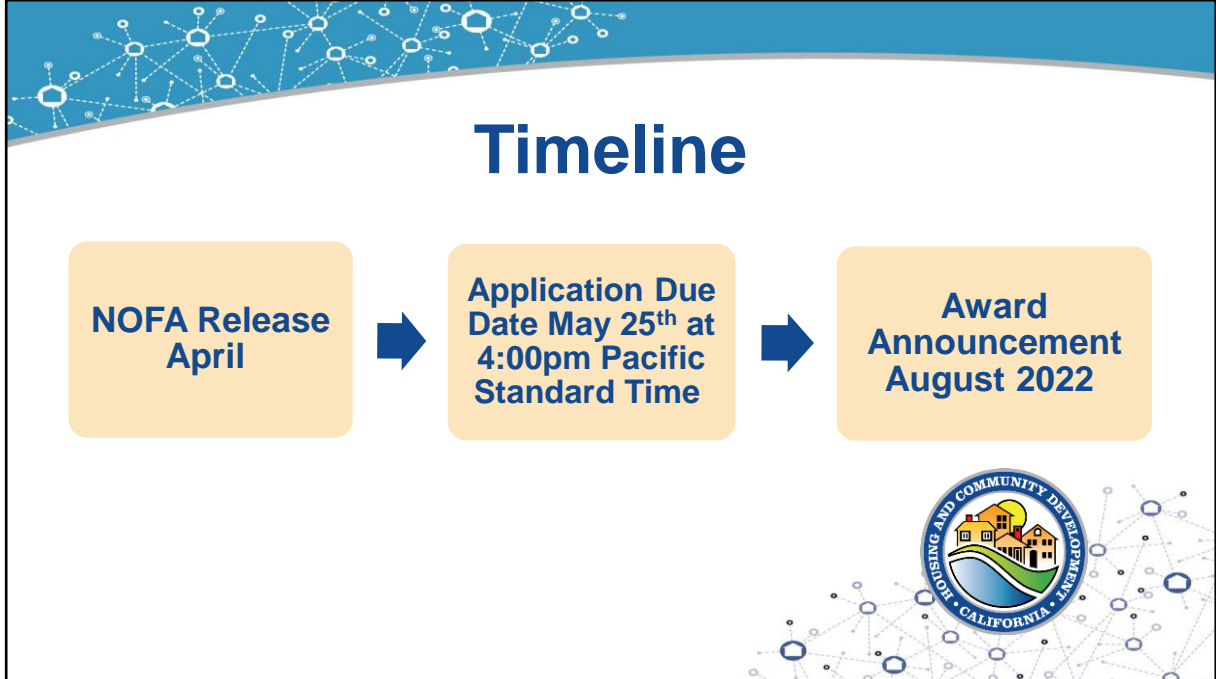 Timeline
NOFA Release
April
Application Due
Date May 25th at
4:00pm Pacific
Standard Time
Award
Announcement
August 2022
HOUSING AND COMMUNITY DEVELOPMENT
• CALIFORNIA •